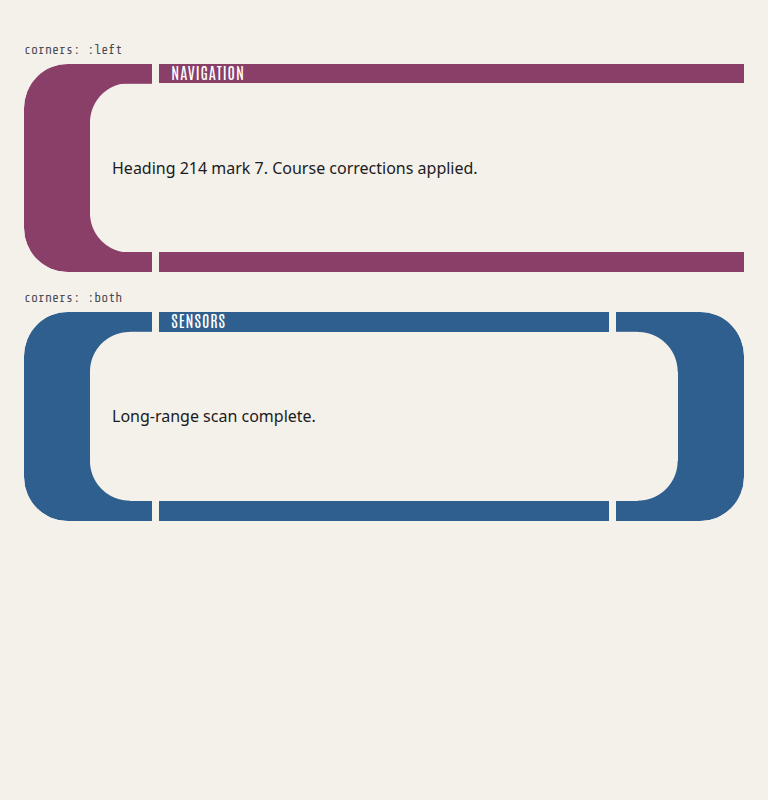 corners: :left
NAVIGATION
Heading 214 mark 7. Course corrections applied.
corners: :both
SENSORS
Long-range scan complete.